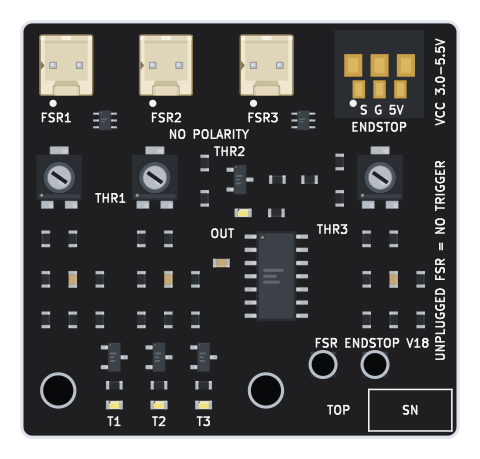 FSR1
FSR2
FSR3
S G 5V
ENDSTOP
VCC 3.0-5.5V
NO POLARITY
THR2
THR1
THR3
OUT
UNPLUGGED FSR = NO TRIGGER
FSR ENDSTOP V18
T1
T2
T3
TOP
SN